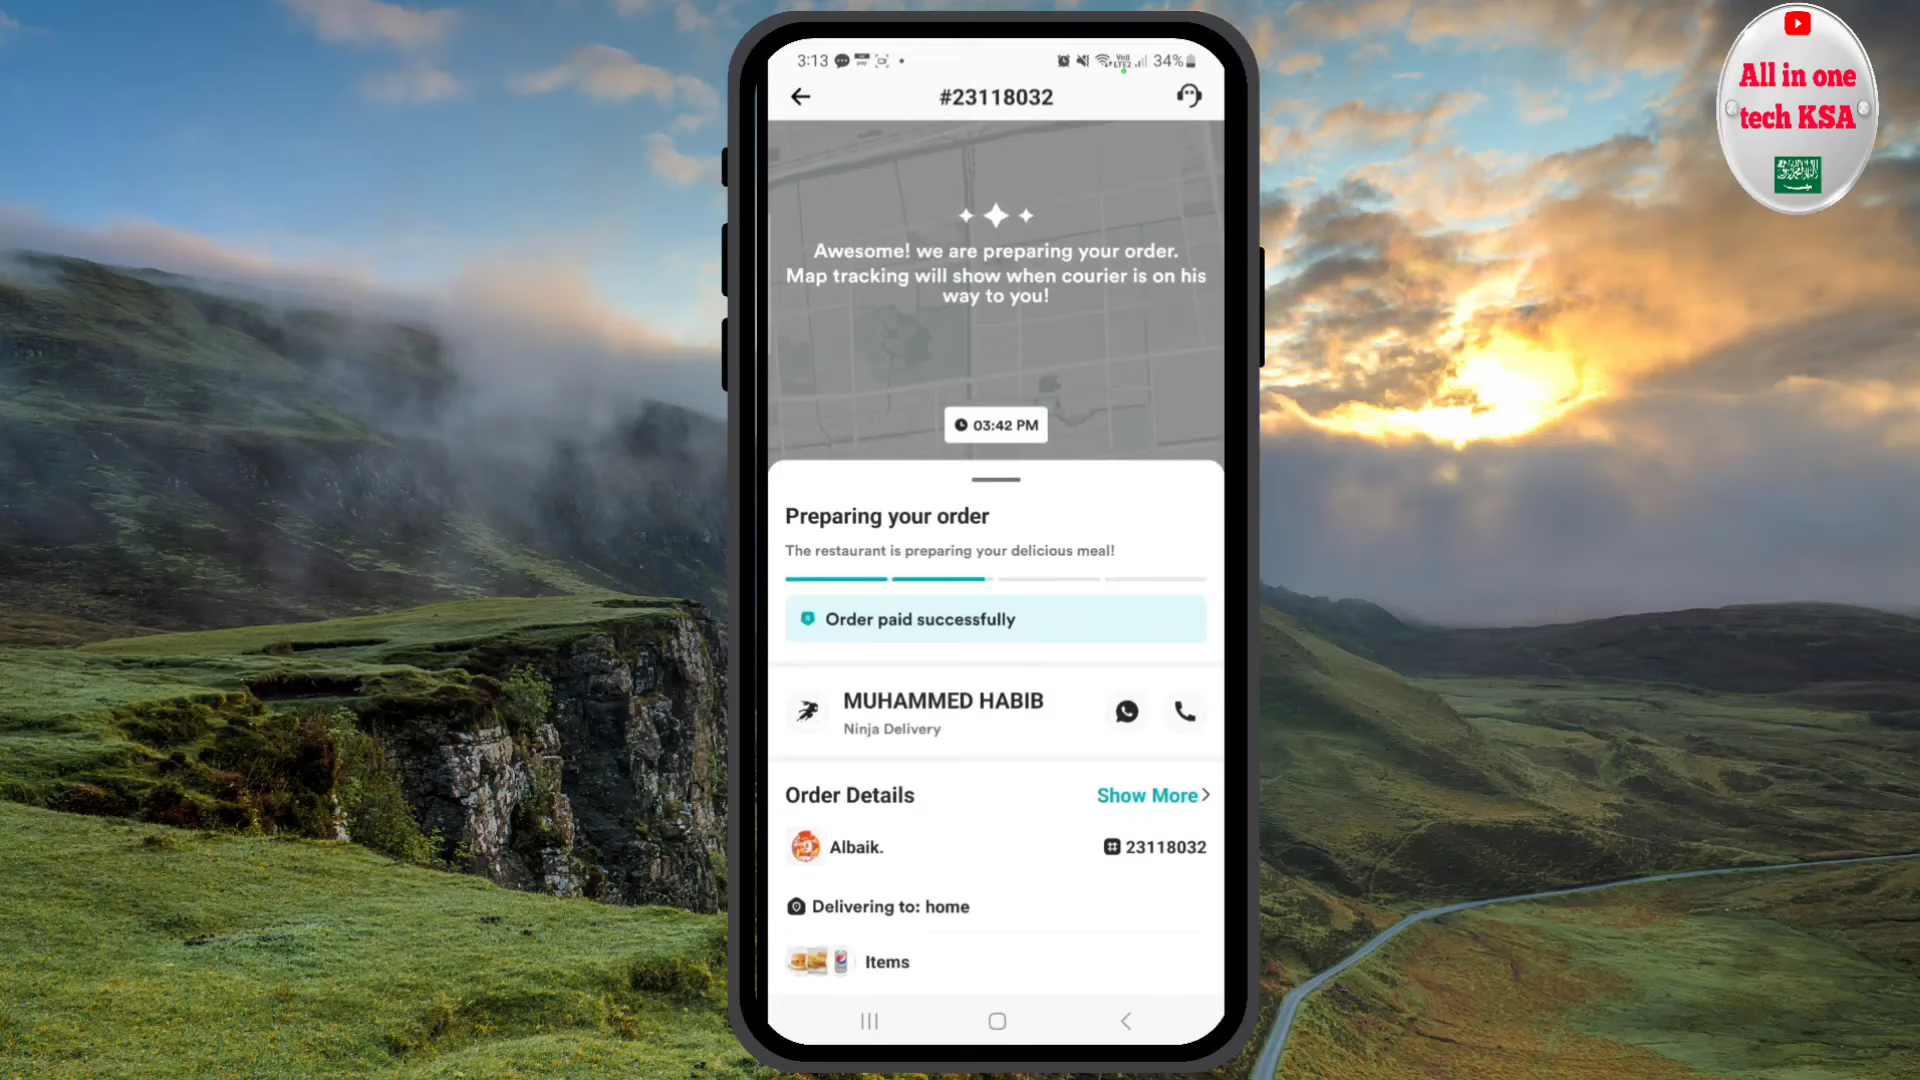 3:13
34%
#23118032
Awesome! we are preparing your order.
Map tracking will show when courier is on his
way to you!
03:42 PM
Preparing your order
The restaurant is preparing your delicious meal!
Order paid successfully
MUHAMMED HABIB
Ninja Delivery
Order Details
Show More
Albaik.
23118032
Delivering to: home
Items
All in one
tech KSA